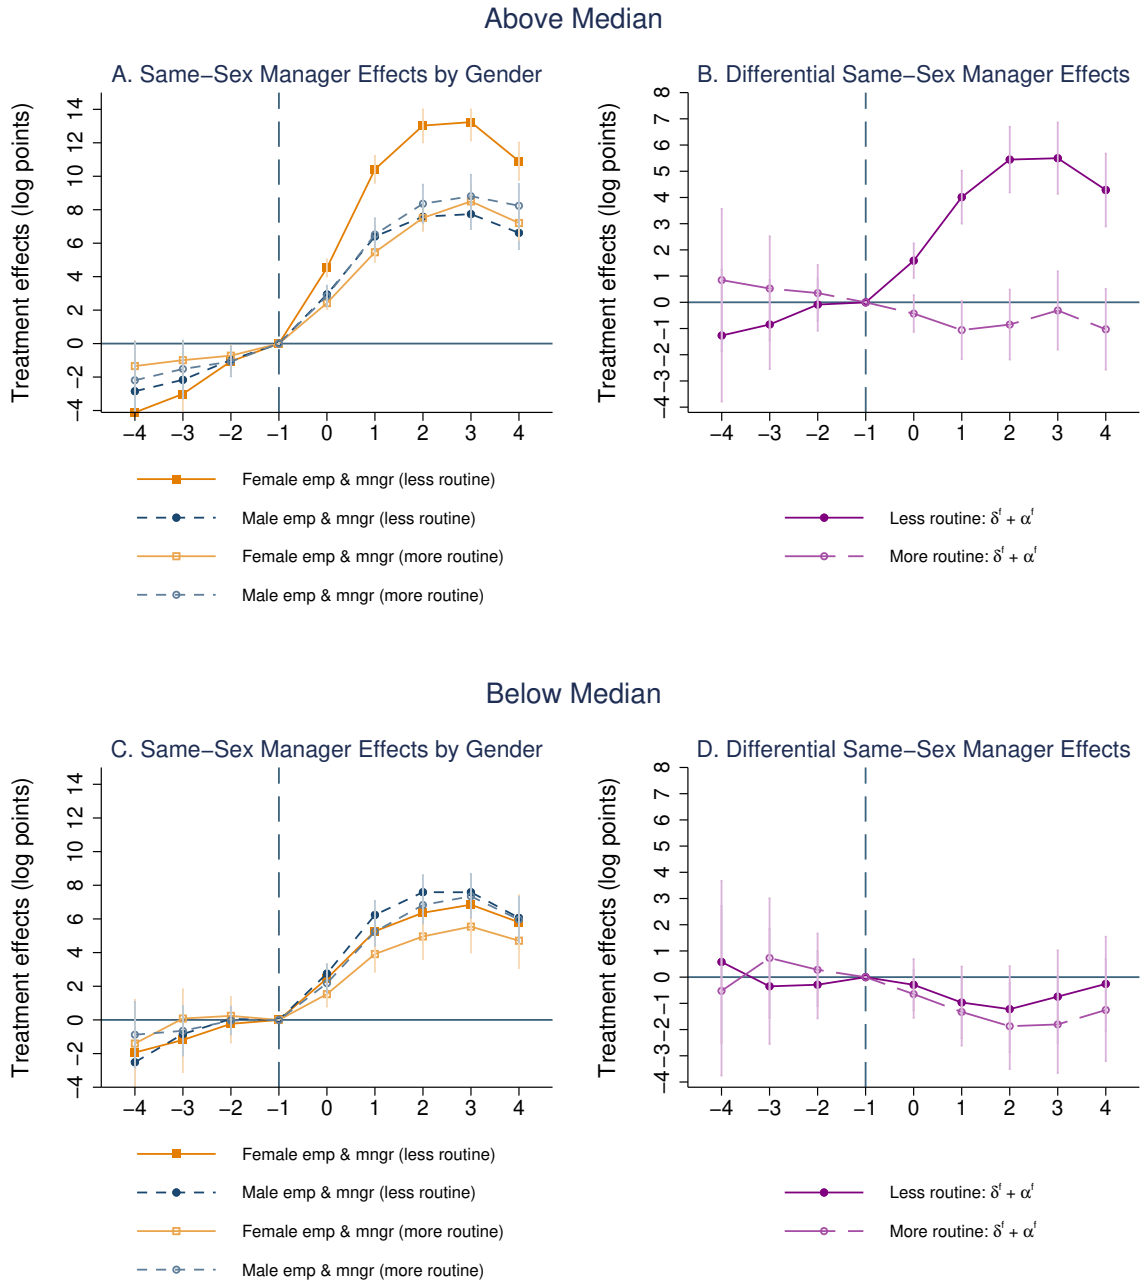 Above Median
A. Same−Sex Manager Effects by Gender
Treatment effects (log points)
14
12
10
8
6
4
2
0
−2
−4
−4 −3 −2 −1 0 1 2 3 4
Female emp & mngr (less routine)
Male emp & mngr (less routine)
Female emp & mngr (more routine)
Male emp & mngr (more routine)
B. Differential Same−Sex Manager Effects
Treatment effects (log points)
8
7
6
5
4
3
2
1
0
−1
−2
−3
−4
−4 −3 −2 −1 0 1 2 3 4
Less routine: δᶠ + αᶠ
More routine: δᶠ + αᶠ
Below Median
C. Same−Sex Manager Effects by Gender
Treatment effects (log points)
14
12
10
8
6
4
2
0
−2
−4
−4 −3 −2 −1 0 1 2 3 4
Female emp & mngr (less routine)
Male emp & mngr (less routine)
Female emp & mngr (more routine)
Male emp & mngr (more routine)
D. Differential Same−Sex Manager Effects
Treatment effects (log points)
8
7
6
5
4
3
2
1
0
−1
−2
−3
−4
−4 −3 −2 −1 0 1 2 3 4
Less routine: δᶠ + αᶠ
More routine: δᶠ + αᶠ